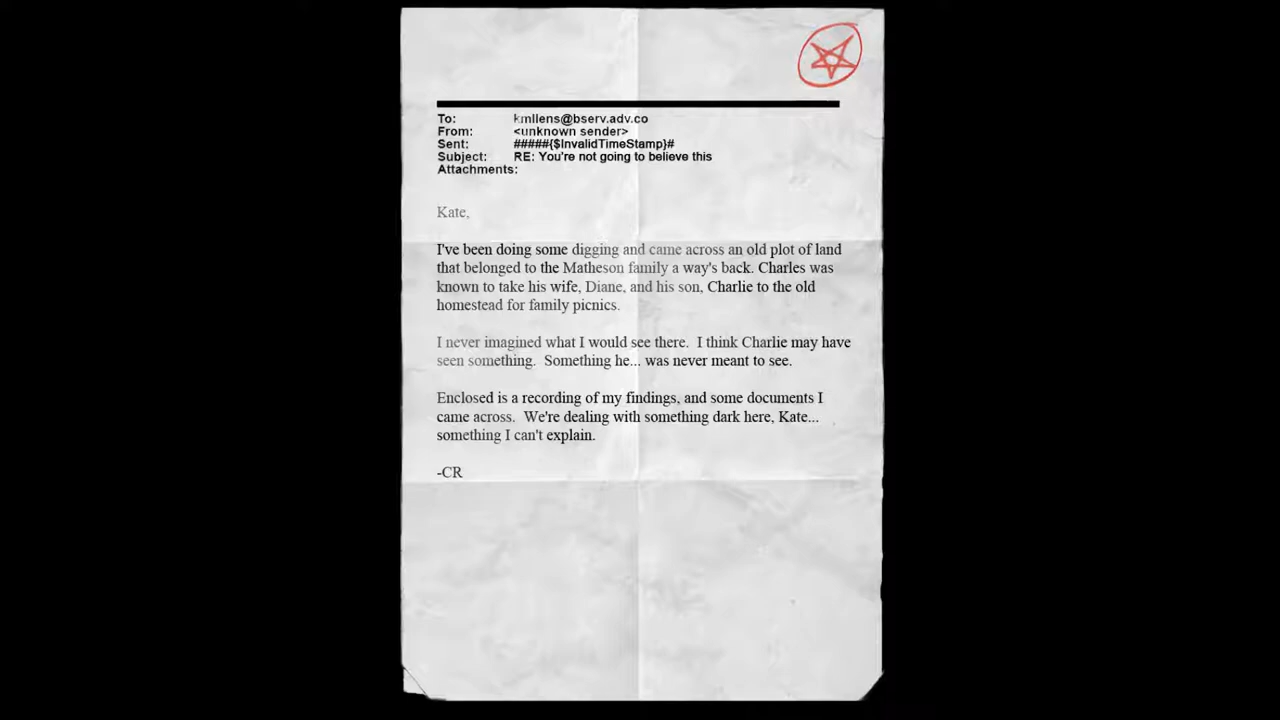 To: kmllens@bserv.adv.co
From: <unknown sender>
Sent: #####{$InvalidTimeStamp}#
Subject: RE: You're not going to believe this
Attachments:
Kate,
I've been doing some digging and came across an old plot of land
that belonged to the Matheson family a way's back. Charles was
known to take his wife, Diane, and his son, Charlie to the old
homestead for family picnics.
I never imagined what I would see there. I think Charlie may have
seen something. Something he... was never meant to see.
Enclosed is a recording of my findings, and some documents I
came across. We're dealing with something dark here, Kate...
something I can't explain.
-CR